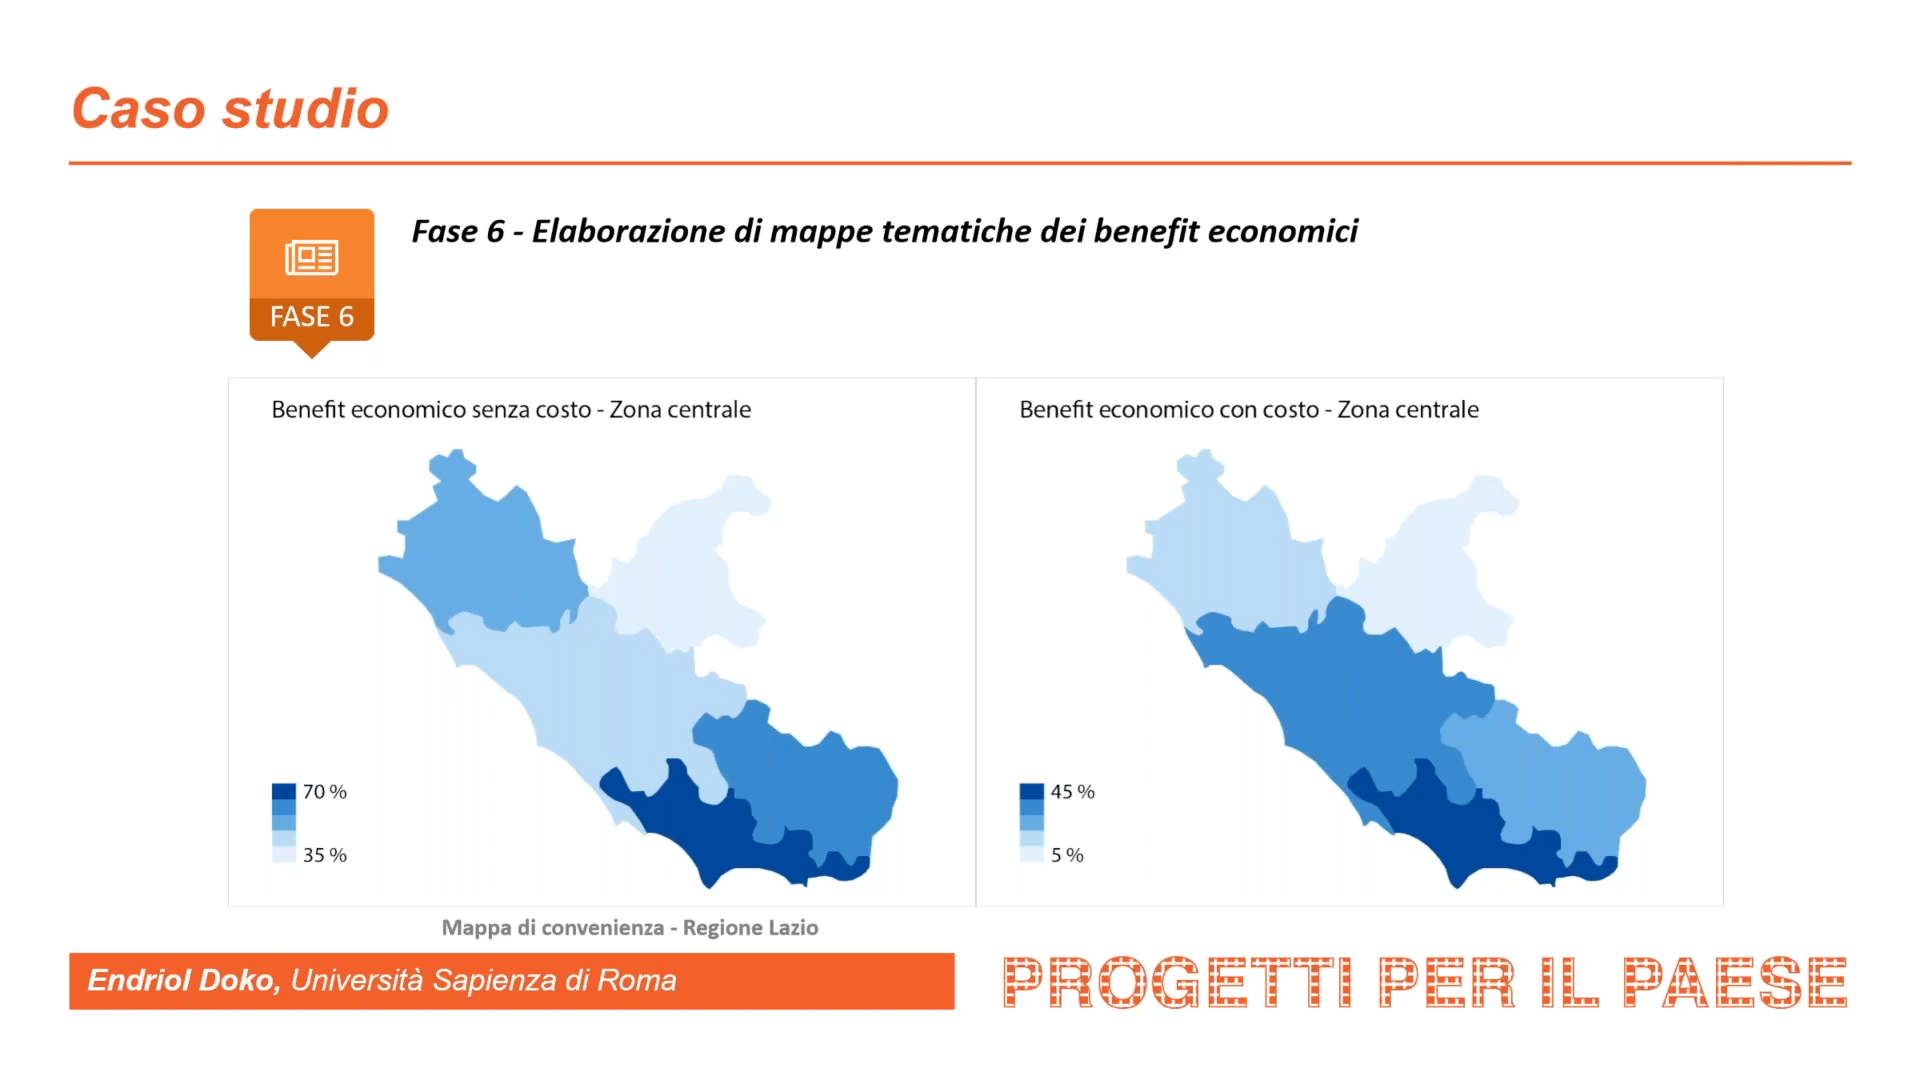 Caso studio
Fase 6 - Elaborazione di mappe tematiche dei benefit economici
FASE 6
Benefit economico senza costo - Zona centrale
70 %
35 %
Benefit economico con costo - Zona centrale
45 %
5 %
Mappa di convenienza - Regione Lazio
Endriol Doko, Università Sapienza di Roma
PROGETTI PER IL PAESE